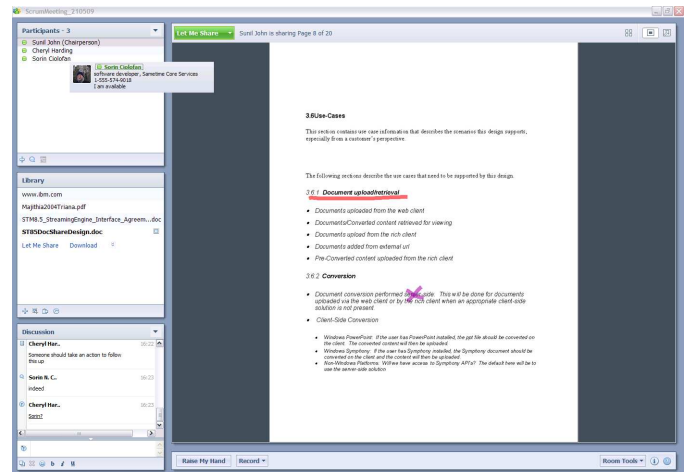 ScrumMeeting_210509
Participants - 3
Sunil John (Chairperson)
Cheryl Harding
Sorin Ciolofan
Sorin Ciolofan
software developer, Sametime Core Services
1-555-574-9018
I am available
Library
www.ibm.com
Majithia2004Triana.pdf
STM8.5_StreamingEngine_Interface_Agreem...doc
ST85DocShareDesign.doc
Let Me Share Download
Discussion
Cheryl Har.. 16:22
Someone should take an action to follow
this up
Sorin N. C.. 16:23
indeed
Cheryl Har.. 16:23
Sorin?
b i u
Let Me Share Sunil John is sharing Page 8 of 20
3.6Use-Cases
This section contains use case information that describes the scenarios this design supports,
especially from a customer's perspective.
The following sections describe the use cases that need to be supported by this design.
3.6.1 Document upload/retrieval
• Documents uploaded from the web client
• Documents/Converted content retrieved for viewing
• Documents upload from the rich client
• Documents added from external url
• Pre-Converted content uploaded from the rich client
3.6.2 Conversion
• Document conversion performed server-side. This will be done for documents
uploaded via the web client or by the rich client when an appropriate client-side
solution is not present.
• Client-Side Conversion
• Windows PowerPoint: If the user has PowerPoint installed, the ppt file should be converted on
the client. The converted content will then be uploaded.
• Windows Symphony: If the user has Symphony installed, the Symphony document should be
converted on the client and the content will then be uploaded.
• Non-Windows Platforms: Will we have access to Symphony API's? The default here will be to
use the server-side solution
Raise My Hand Record Room Tools